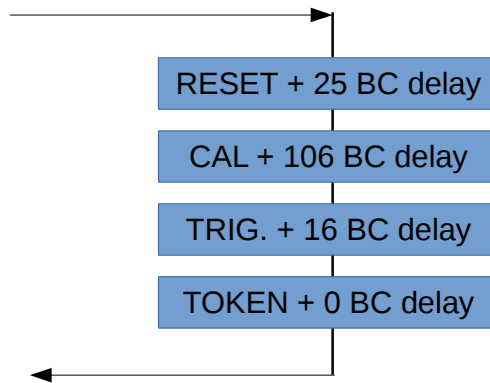 RESET + 25 BC delay
CAL + 106 BC delay
TRIG. + 16 BC delay
TOKEN + 0 BC delay